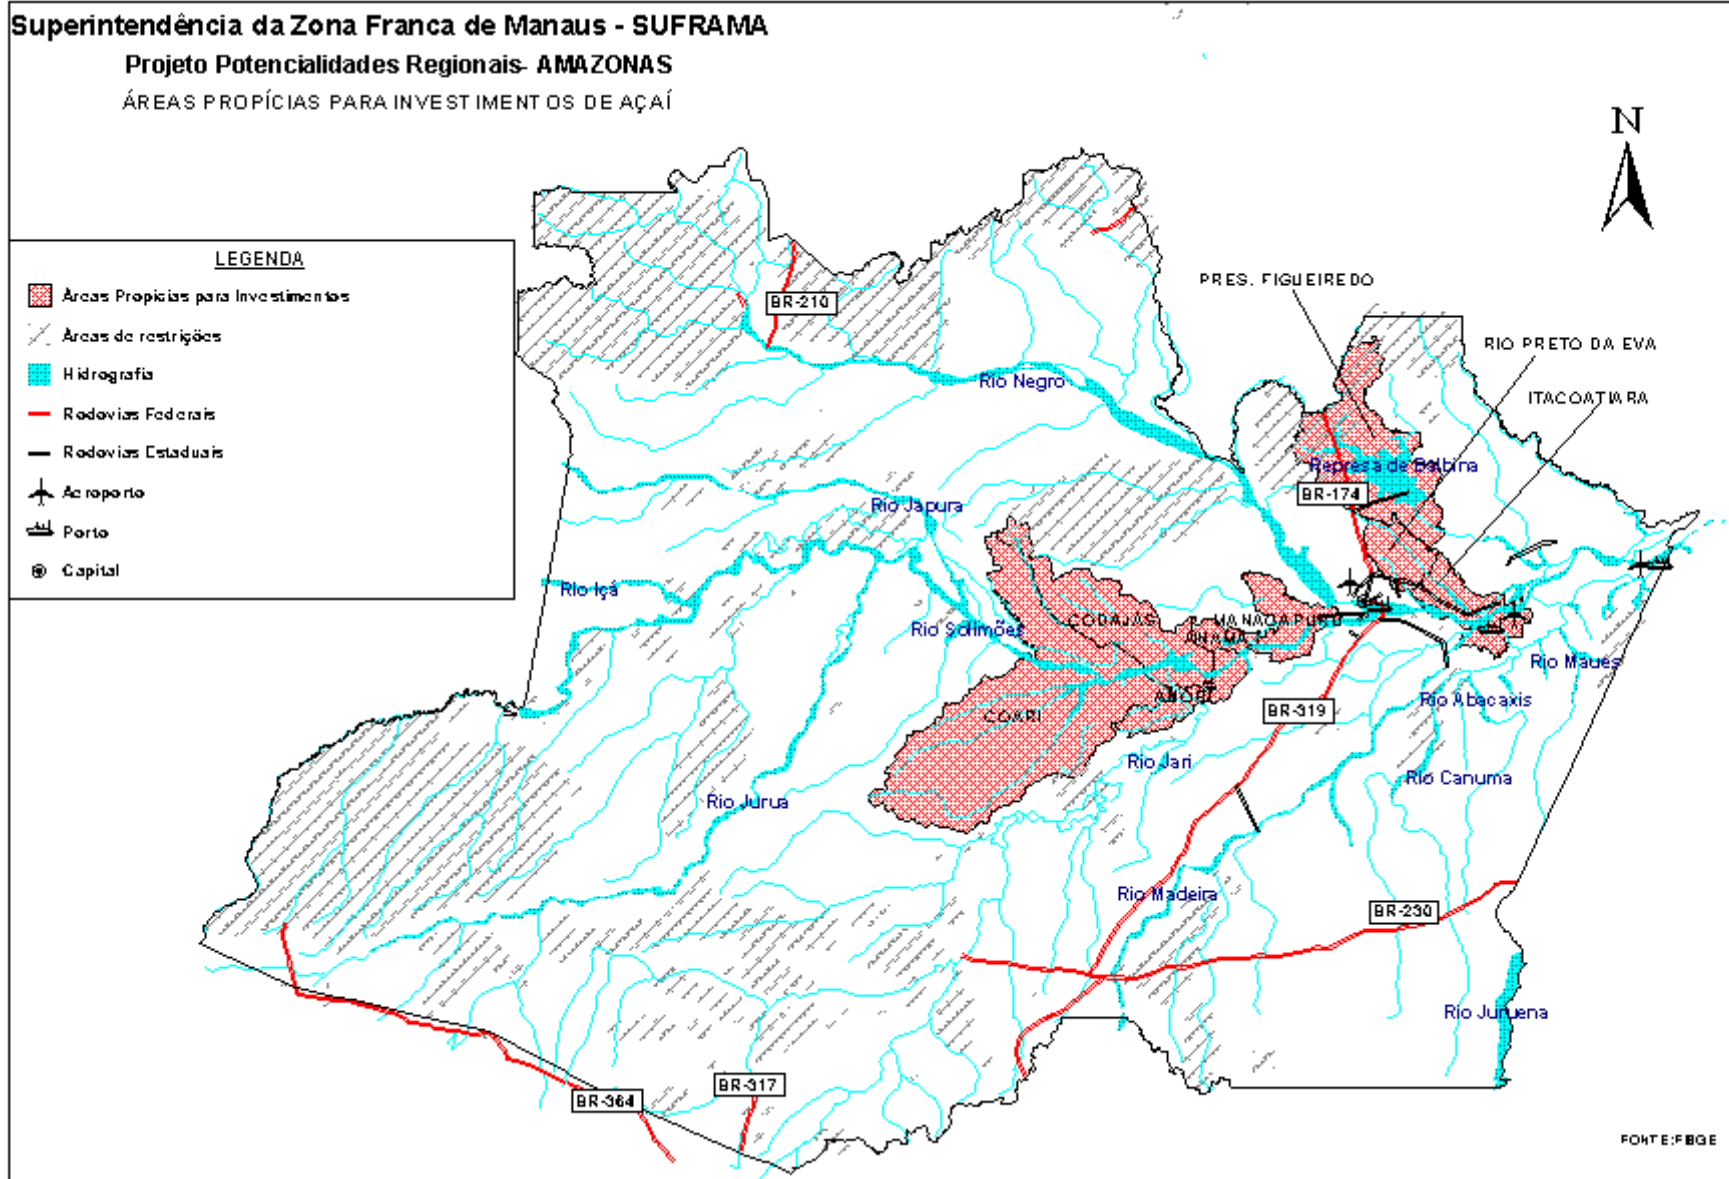 Superintendência da Zona Franca de Manaus - SUFRAMA
Projeto Potencialidades Regionais- AMAZONAS
ÁREAS PROPÍCIAS PARA INVESTIMENTOS DE AÇAÍ
N
LEGENDA
Áreas Propícias para Investimentos
Áreas de restrições
Hidrografia
Rodovias Federais
Rodovias Estaduais
Aeroporto
Porto
Capital
PRES. FIGUEIREDO
BR-210
RIO PRETO DA EVA
Rio Negro
ITACOATIARA
Represa de Balbina
BR-174
Rio Japura
Rio Içá
CODAJÁS
MANACAPURU
Rio Solimões
ANAMÃ
Rio Maues
ANORI
Rio Abacaxis
COARI
BR-319
Rio Jari
Rio Canuma
Rio Jurua
Rio Madeira
BR-230
Rio Juruena
BR-317
BR-364
FONTE:FIBGE